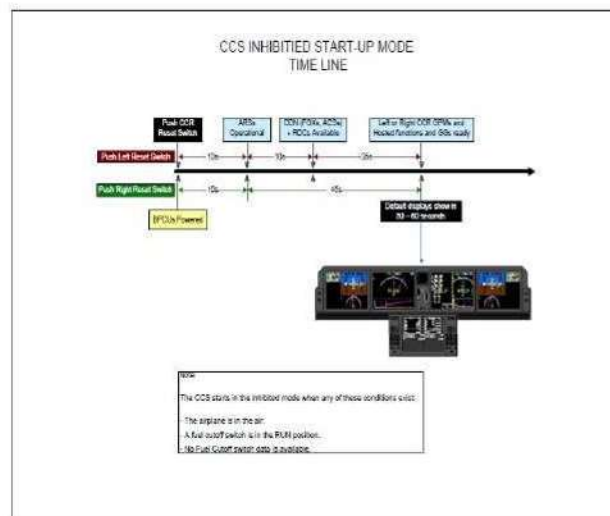 CCS INHIBITIED START-UP MODE
TIME LINE
Push CCR
Reset Switch
ARSs
Operational
CDN (FOXs, ACSs)
+ RDCs Available
Left or Right CCR GPMs and
Hosted functions and GGs ready
Push Left Reset Switch
10s
10s
35s
Push Right Reset Switch
10s
45s
BPCUs Powered
Default displays show in
50 – 60 seconds
Note
The CCS starts in the inhibited mode when any of these conditions exist:
- The airplane is in the air.
- A fuel cutoff switch is in the RUN position.
- No Fuel Cutoff switch data is available.